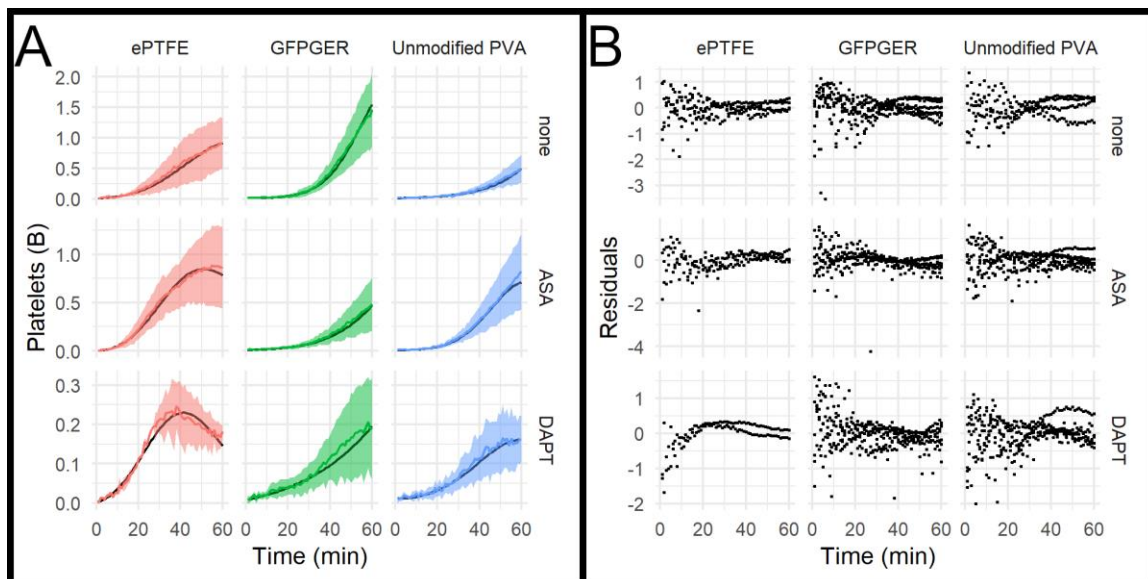 A
ePTFE GFPGER Unmodified PVA
2.0
1.5
1.0
0.5
0.0
none
1.0
0.5
0.0
ASA
0.3
0.2
0.1
0.0
DAPT
Platelets (B)
0 20 40 60 0 20 40 60 0 20 40 60
Time (min)
B
ePTFE GFPGER Unmodified PVA
1
0
-1
-2
-3
none
0
-2
-4
ASA
1
0
-1
-2
DAPT
Residuals
0 20 40 60 0 20 40 60 0 20 40 60
Time (min)